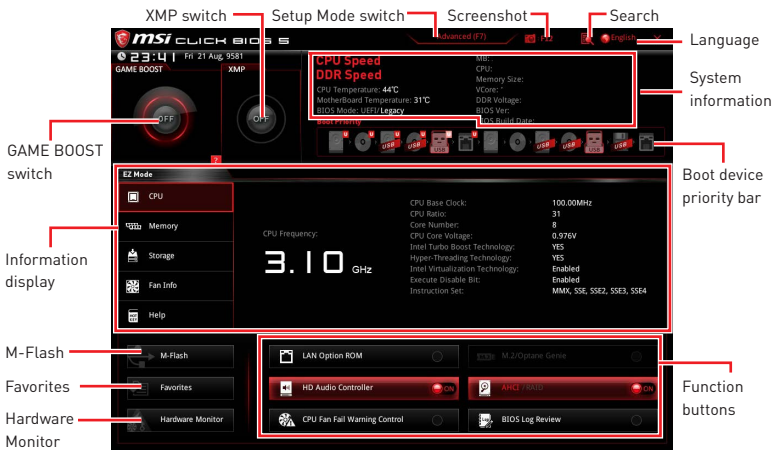 XMP switch
Setup Mode switch
Screenshot
Search
Language
System
information
GAME BOOST
switch
Boot device
priority bar
Information
display
M-Flash
Favorites
Hardware
Monitor
Function
buttons
msi CLICK BIOS 5
Advanced (F7)
F12
English
X
23:41 Fri 21 Aug, 9581
GAME BOOST
XMP
OFF
OFF
CPU Speed
DDR Speed
CPU Temperature: 44°C
MotherBoard Temperature: 31°C
BIOS Mode: UEFI/Legacy
MB:
CPU:
Memory Size:
VCore:
DDR Voltage:
BIOS Ver:
BIOS Build Date:
Boot Priority
U
U
U
USB
U
USB
U
USB
U
USB
USB
USB
USB
?
EZ Mode
CPU
Memory
Storage
Fan Info
Help
CPU Frequency:
3.10 GHz
CPU Base Clock: 100.00MHz
CPU Ratio: 31
Core Number: 8
CPU Core Voltage: 0.976V
Intel Turbo Boost Technology: YES
Hyper-Threading Technology: YES
Intel Virtualization Technology: Enabled
Execute Disable Bit: Enabled
Instruction Set: MMX, SSE, SSE2, SSE3, SSE4
M-Flash
Favorites
Hardware Monitor
LAN Option ROM
M.2/Optane Genie
HD Audio Controller ON
AHCI /RAID ON
CPU Fan Fail Warning Control
BIOS Log Review